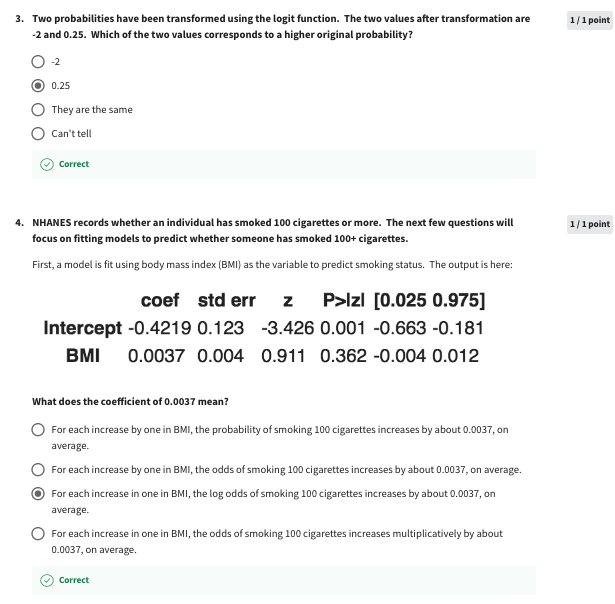 3. Two probabilities have been transformed using the logit function. The two values after transformation are
1 / 1 point
-2 and 0.25. Which of the two values corresponds to a higher original probability?
-2
0.25
They are the same
Can't tell
Correct
4. NHANES records whether an individual has smoked 100 cigarettes or more. The next few questions will
1 / 1 point
focus on fitting models to predict whether someone has smoked 100+ cigarettes.
First, a model is fit using body mass index (BMI) as the variable to predict smoking status. The output is here:
coef std err z P>|z| [0.025 0.975]
Intercept -0.4219 0.123 -3.426 0.001 -0.663 -0.181
BMI 0.0037 0.004 0.911 0.362 -0.004 0.012
What does the coefficient of 0.0037 mean?
For each increase by one in BMI, the probability of smoking 100 cigarettes increases by about 0.0037, on
average.
For each increase by one in BMI, the odds of smoking 100 cigarettes increases by about 0.0037, on average.
For each increase in one in BMI, the log odds of smoking 100 cigarettes increases by about 0.0037, on
average.
For each increase in one in BMI, the odds of smoking 100 cigarettes increases multiplicatively by about
0.0037, on average.
Correct